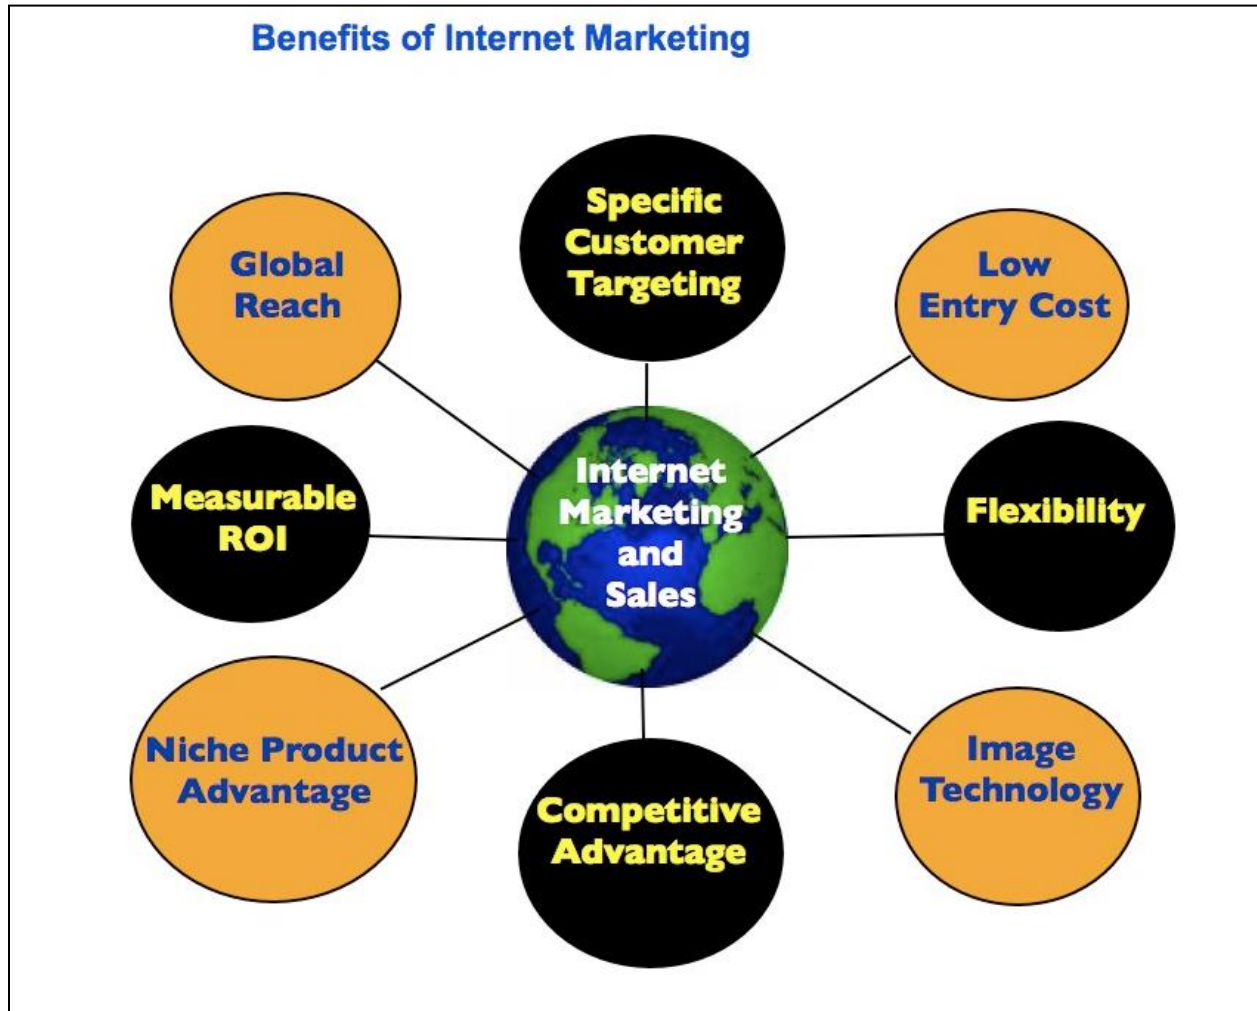 Benefits of Internet Marketing
Specific
Customer
Targeting
Global
Reach
Low
Entry Cost
Internet
Marketing
and
Sales
Measurable
ROI
Flexibility
Niche Product
Advantage
Image
Technology
Competitive
Advantage